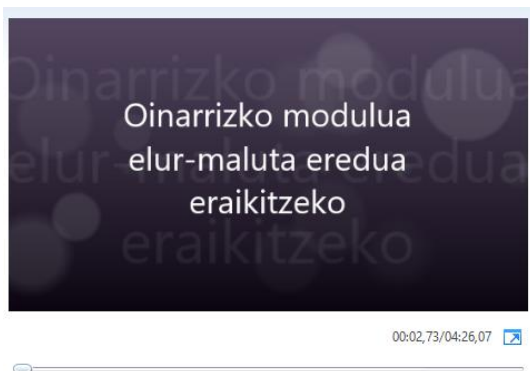 Oinarrizko modulua
elur-maluta eredua
eraikitzeko
00:02,73/04:26,07